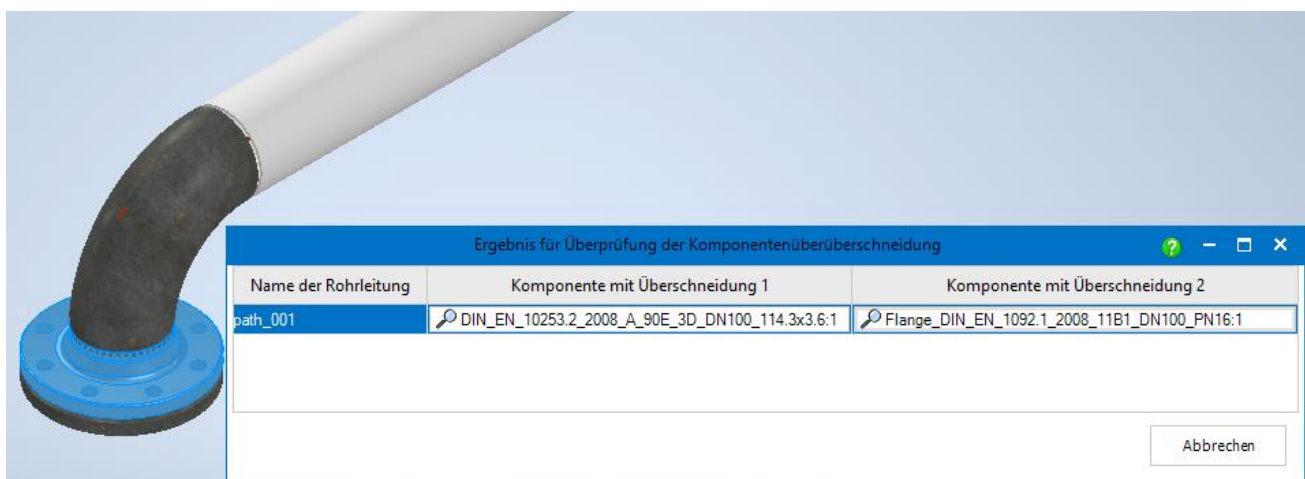 Ergebnis für Überprüfung der Komponentenüberüberschneidung
Name der Rohrleitung Komponente mit Überschneidung 1 Komponente mit Überschneidung 2
path_001 DIN_EN_10253.2_2008_A_90E_3D_DN100_114.3x3.6:1 Flange_DIN_EN_1092.1_2008_11B1_DN100_PN16:1
Abbrechen